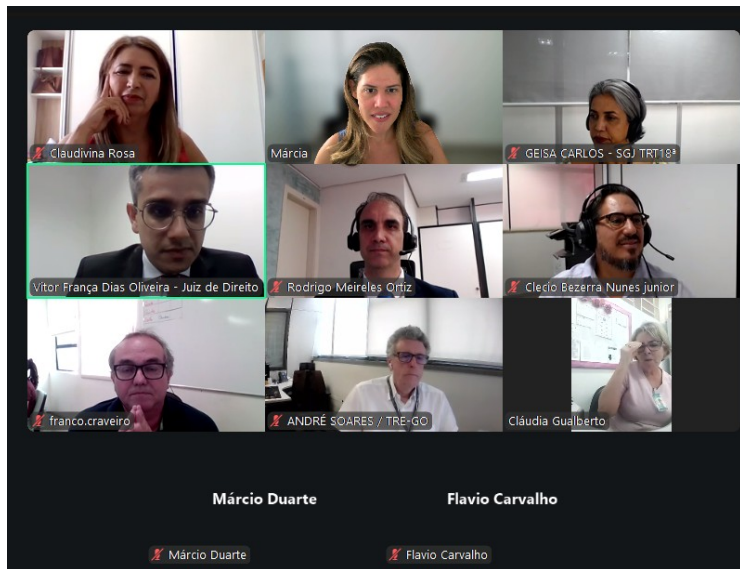 Claudivina Rosa
Márcia
GEISA CARLOS - SGJ TRT18ª
Vitor França Dias Oliveira - Juiz de Direito
Rodrigo Meireles Ortiz
Clecio Bezerra Nunes junior
franco.craveiro
ANDRÉ SOARES / TRE-GO
Cláudia Gualberto
Márcio Duarte
Flavio Carvalho
Márcio Duarte
Flavio Carvalho